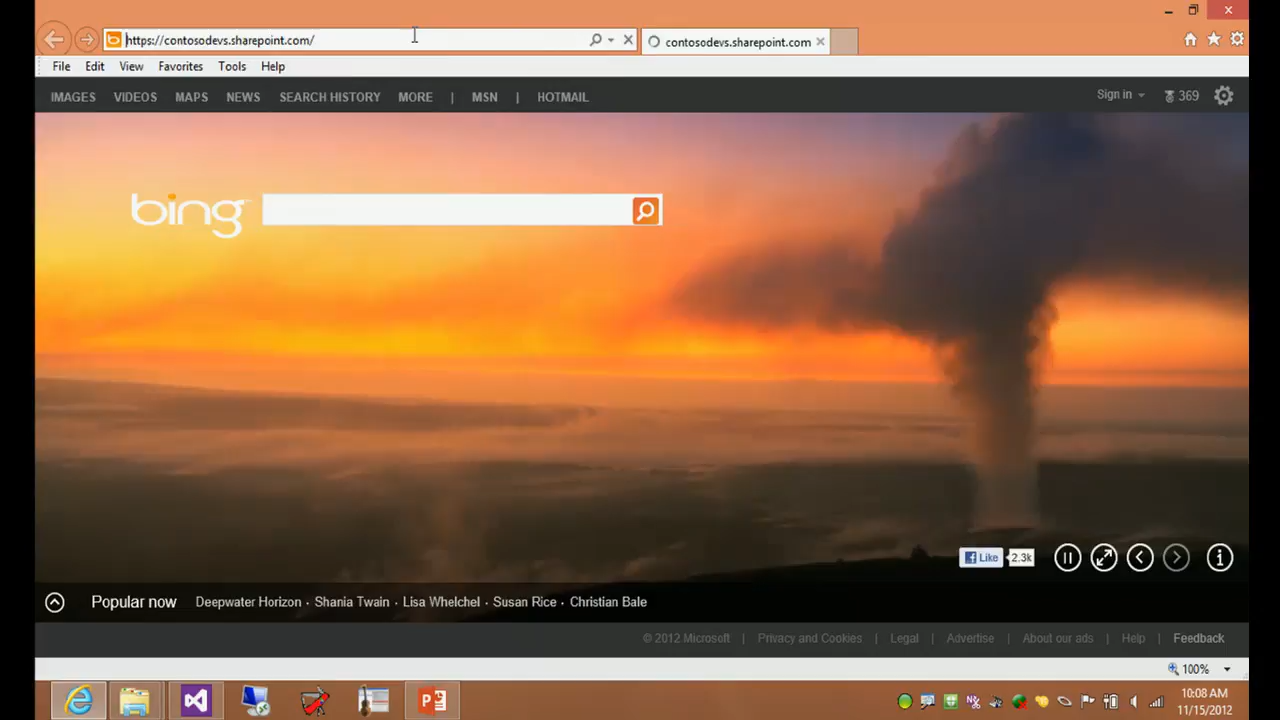 https://contosodevs.sharepoint.com/
contosodevs.sharepoint.com
File Edit View Favorites Tools Help
IMAGES VIDEOS MAPS NEWS SEARCH HISTORY MORE | MSN | HOTMAIL
Sign in 369
bing
Like 2.3k
Popular now Deepwater Horizon · Shania Twain · Lisa Whelchel · Susan Rice · Christian Bale
© 2012 Microsoft | Privacy and Cookies | Legal | Advertise | About our ads | Help | Feedback
100%
10:08 AM
11/15/2012